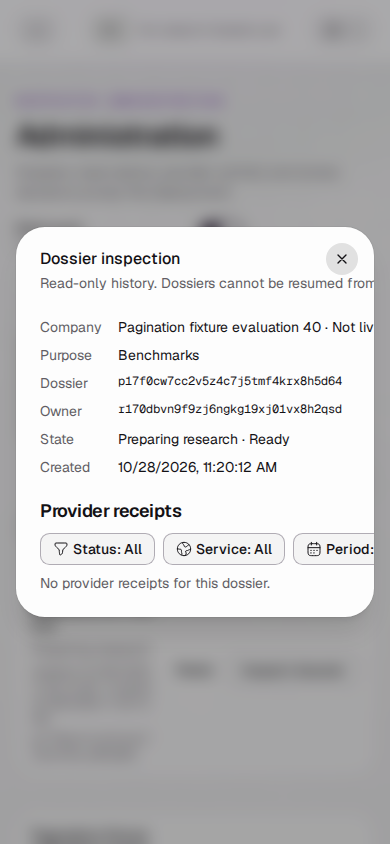 Dossier inspection
Read-only history. Dossiers cannot be resumed from
Company Pagination fixture evaluation 40 · Not liv
Purpose Benchmarks
Dossier p17f0cw7cc2v5z4c7j5tmf4krx8h5d64
Owner r170dbvn9f9zj6ngkg19xj01vx8h2qsd
State Preparing research · Ready
Created 10/28/2026, 11:20:12 AM
Provider receipts
Status: All Service: All Period:
No provider receipts for this dossier.